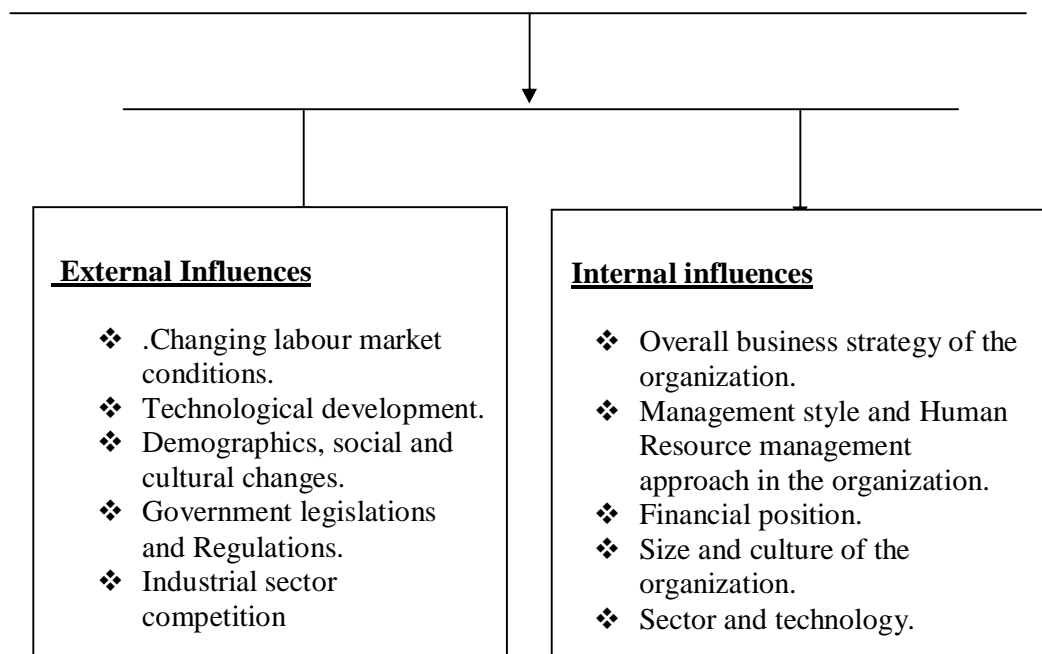 External Influences
❖ .Changing labour market
conditions.
❖ Technological development.
❖ Demographics, social and
cultural changes.
❖ Government legislations
and Regulations.
❖ Industrial sector
competition
Internal influences
❖ Overall business strategy of the
organization.
❖ Management style and Human
Resource management
approach in the organization.
❖ Financial position.
❖ Size and culture of the
organization.
❖ Sector and technology.